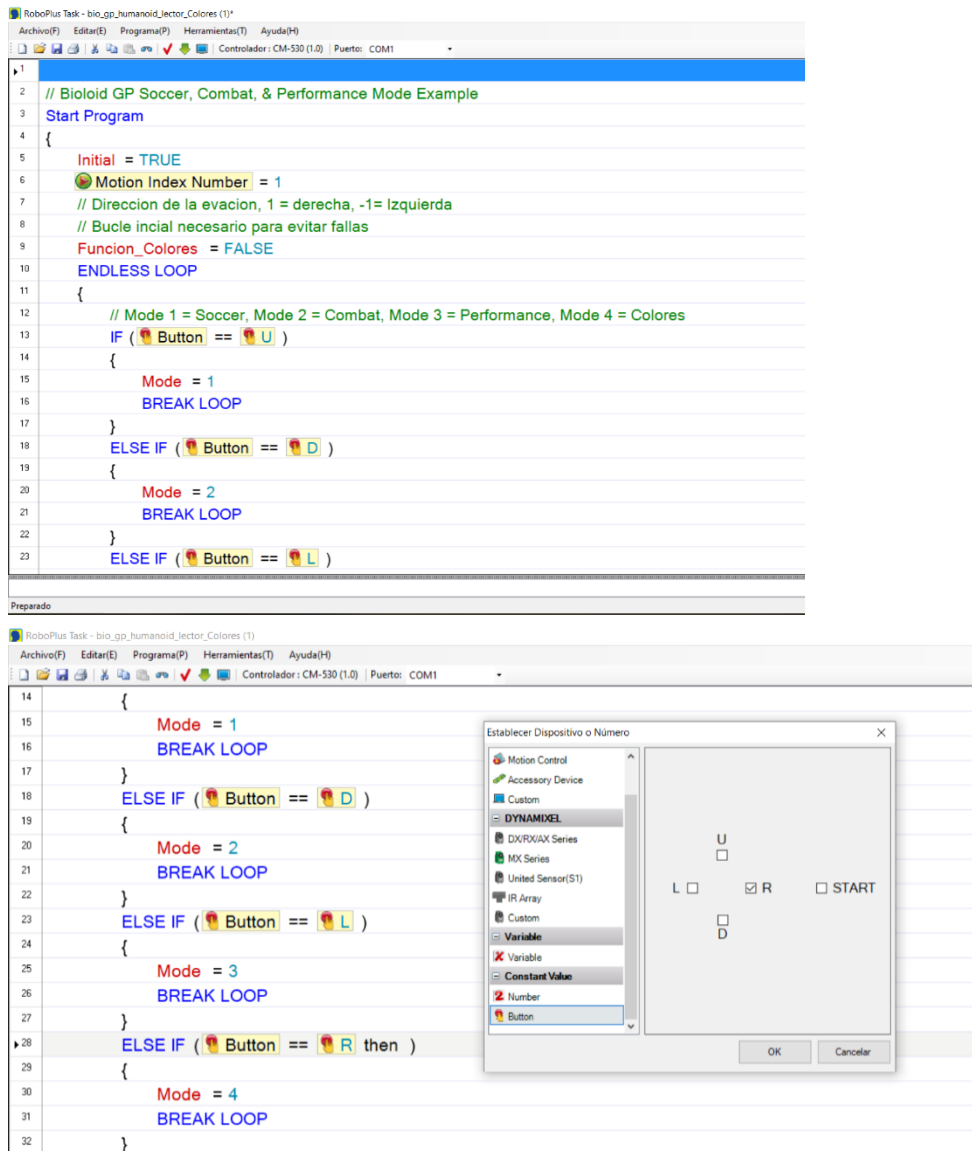 RoboPlus Task - bio_gp_humanoid_lector_Colores (1)*
Archivo(F) Editar(E) Programa(P) Herramientas(T) Ayuda(H)
Controlador : CM-530 (1.0) Puerto: COM1
1
2 // Bioloid GP Soccer, Combat, & Performance Mode Example
3 Start Program
4 {
5 Initial = TRUE
6 Motion Index Number = 1
7 // Direccion de la evacion, 1 = derecha, -1= Izquierda
8 // Bucle incial necesario para evitar fallas
9 Funcion_Colores = FALSE
10 ENDLESS LOOP
11 {
12 // Mode 1 = Soccer, Mode 2 = Combat, Mode 3 = Performance, Mode 4 = Colores
13 IF ( Button == U )
14 {
15 Mode = 1
16 BREAK LOOP
17 }
18 ELSE IF ( Button == D )
19 {
20 Mode = 2
21 BREAK LOOP
22 }
23 ELSE IF ( Button == L )
Preparado
RoboPlus Task - bio_gp_humanoid_lector_Colores (1)
Archivo(F) Editar(E) Programa(P) Herramientas(T) Ayuda(H)
Controlador : CM-530 (1.0) Puerto: COM1
14 {
15 Mode = 1
16 BREAK LOOP
17 }
18 ELSE IF ( Button == D )
19 {
20 Mode = 2
21 BREAK LOOP
22 }
23 ELSE IF ( Button == L )
24 {
25 Mode = 3
26 BREAK LOOP
27 }
28 ELSE IF ( Button == R then )
29 {
30 Mode = 4
31 BREAK LOOP
32 }
Establecer Dispositivo o Número
Motion Control
Accessory Device
Custom
DYNAMIXEL
DX/RX/AX Series
MX Series
United Sensor(S1)
IR Array
Custom
Variable
Variable
Constant Value
2 Number
Button
U
L R START
D
OK Cancelar